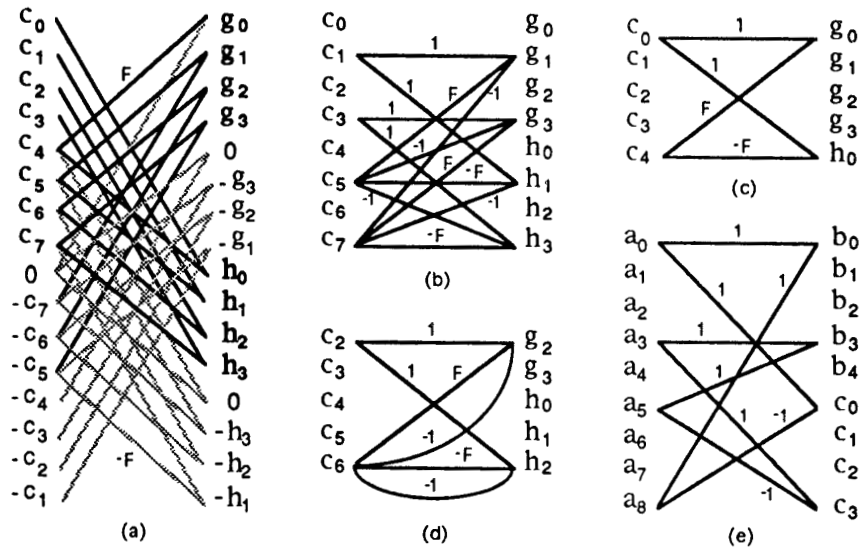 c0 g0
c1 g1
c2 g2
c3 g3
c4 0
c5 -g3
c6 -g2
c7 -g1
0 h0
-c7 h1
-c6 h2
-c5 h3
-c4 0
-c3 -h3
-c2 -h2
-c1 -h1
F
-F
(a)
c0 g0
c1 1 g1
c2 1 -1 g2
c3 1 F g3
c4 1 -1 F h0
c5 -F h1
c6 -1 -1 h2
c7 -F h3
(b)
c0 1 g0
c1 1 g1
c2 g2
c3 F g3
c4 -F h0
(c)
c2 1 g2
c3 1 F g3
c4 h0
c5 -1 h1
c6 -F h2
-1
(d)
a0 1 b0
a1 1 1 b1
a2 b2
a3 1 b3
a4 1 b4
a5 1 -1 c0
a6 c1
a7 c2
a8 -1 c3
(e)